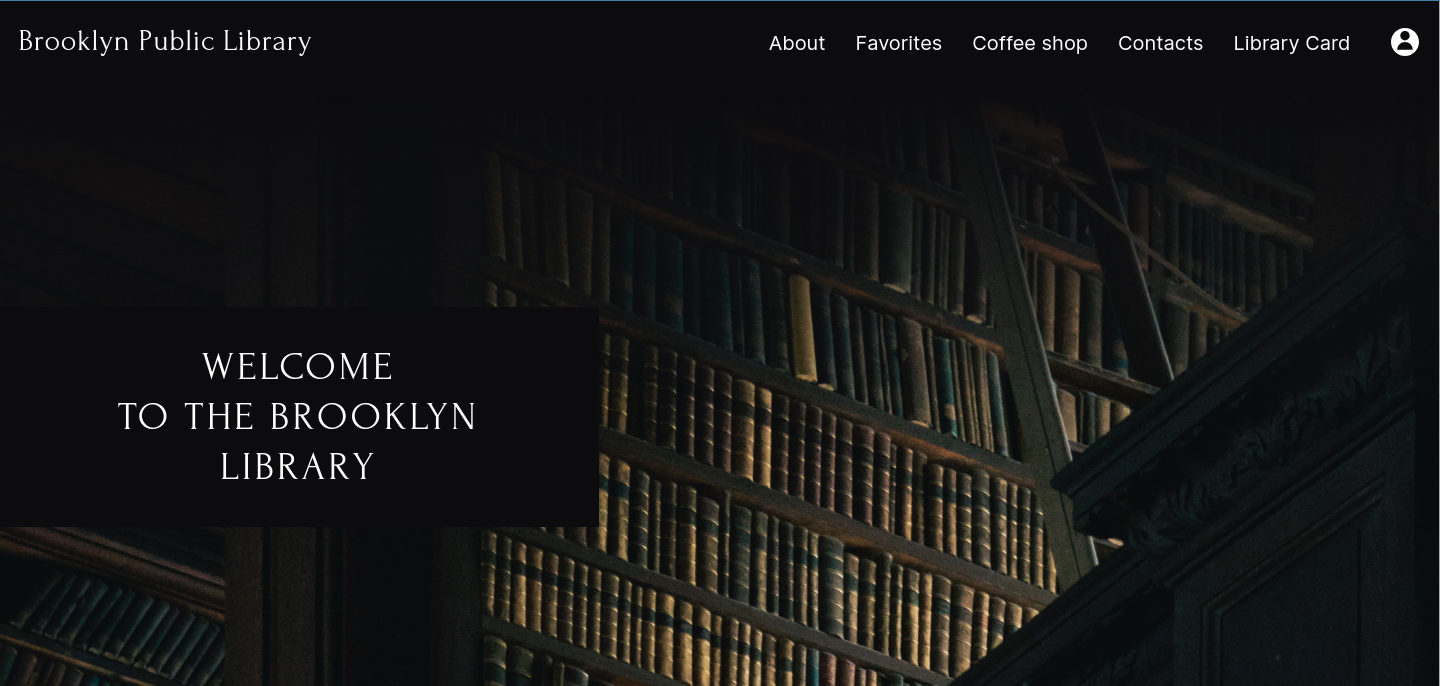 Brooklyn Public Library
About Favorites Coffee shop Contacts Library Card
WELCOME
TO THE BROOKLYN
LIBRARY